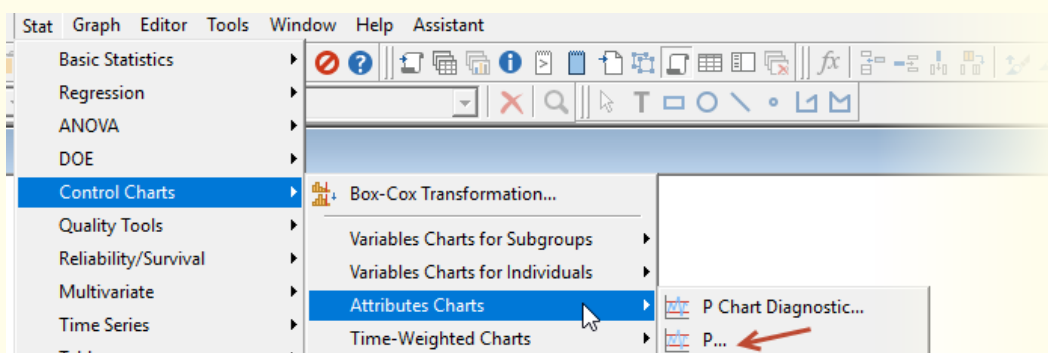 Stat Graph Editor Tools Window Help Assistant
Basic Statistics
Regression
ANOVA
DOE
Control Charts
Quality Tools
Reliability/Survival
Multivariate
Time Series
Box-Cox Transformation...
Variables Charts for Subgroups
Variables Charts for Individuals
Attributes Charts
Time-Weighted Charts
P Chart Diagnostic...
P...